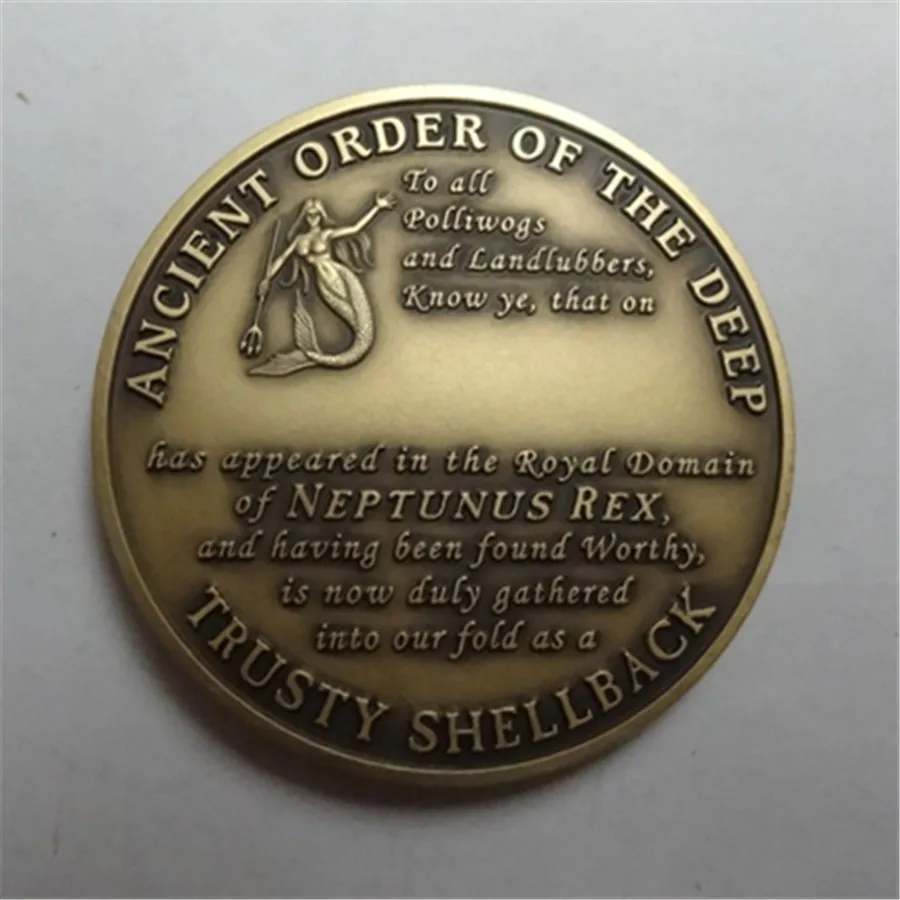 ANCIENT ORDER OF THE DEEP
To all
Polliwogs
and Landlubbers,
Know ye, that on
has appeared in the Royal Domain
of NEPTUNUS REX,
and having been found Worthy,
is now duly gathered
into our fold as a
TRUSTY SHELLBACK